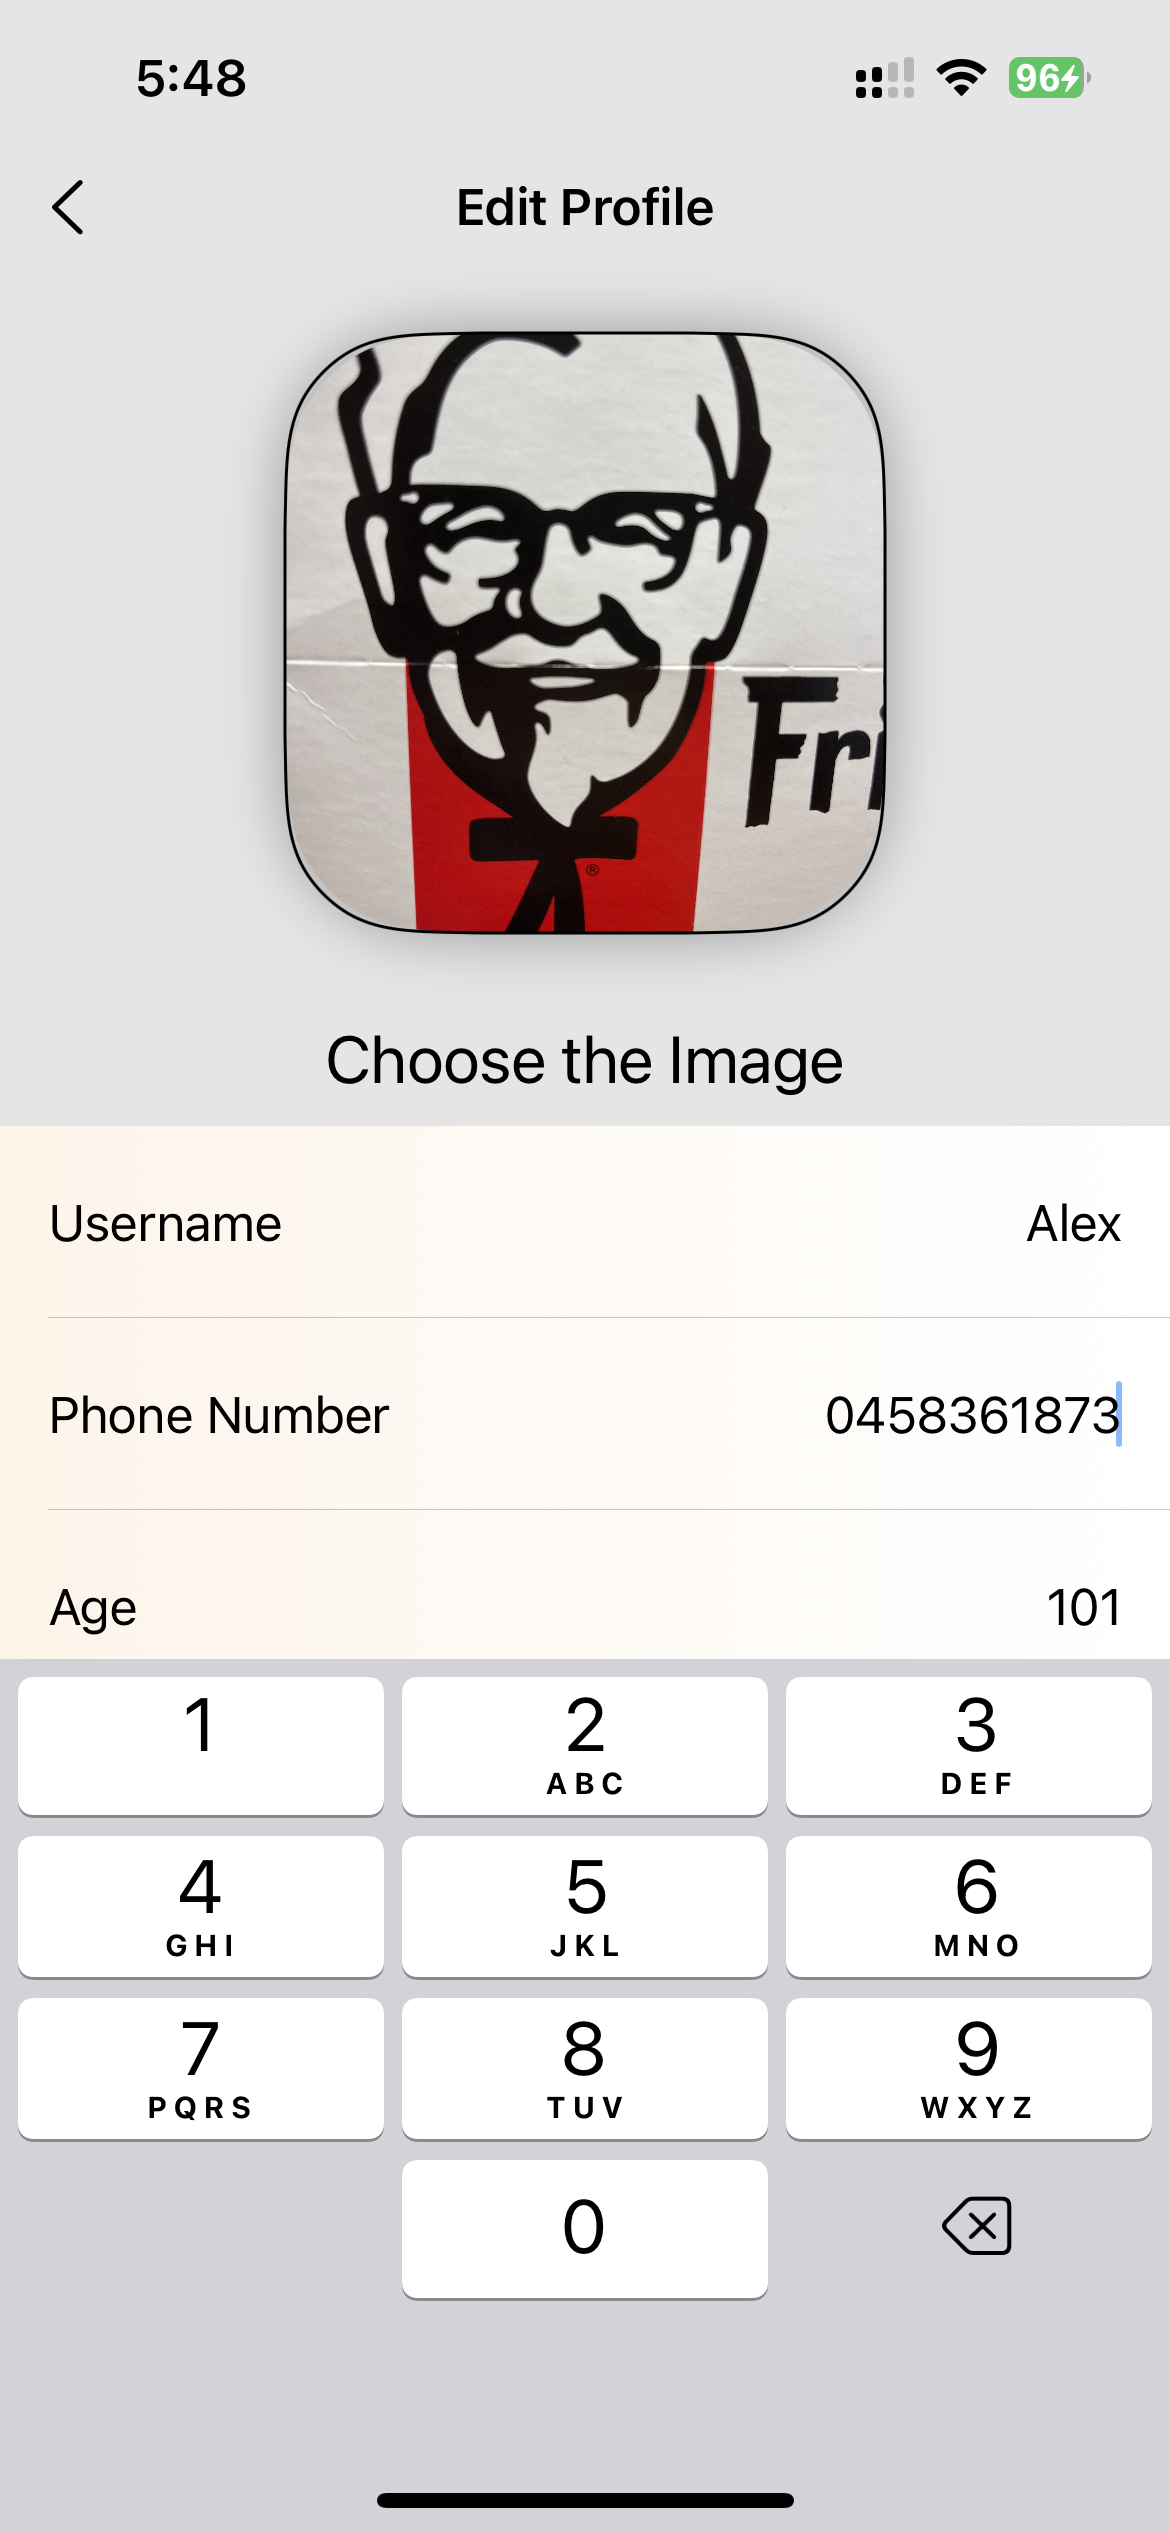 5:48
96
Edit Profile
Fri
®
Choose the Image
Username Alex
Phone Number 0458361873
Age 101
1 2 3
ABC DEF
4 5 6
GHI JKL MNO
7 8 9
PQRS TUV WXYZ
0